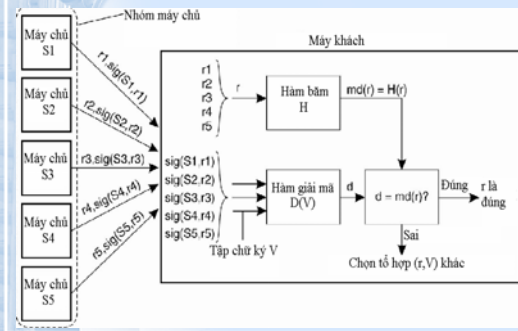 Nhóm máy chủ
Máy chủ
S1
Máy chủ
S2
Máy chủ
S3
Máy chủ
S4
Máy chủ
S5
r1,sig(S1,r1)
r2,sig(S2,r2)
r3,sig(S3,r3)
r4,sig(S4,r4)
r5,sig(S5,r5)
Máy khách
r1
r2
r3
r4
r5
r
Hàm băm
H
md(r) = H(r)
sig(S1,r1)
sig(S2,r2)
sig(S3,r3)
sig(S4,r4)
sig(S5,r5)
Tập chữ ký V
Hàm giải mã
D(V)
d
d = md(r)?
Đúng
r là
đúng
Sai
Chọn tổ hợp (r,V) khác